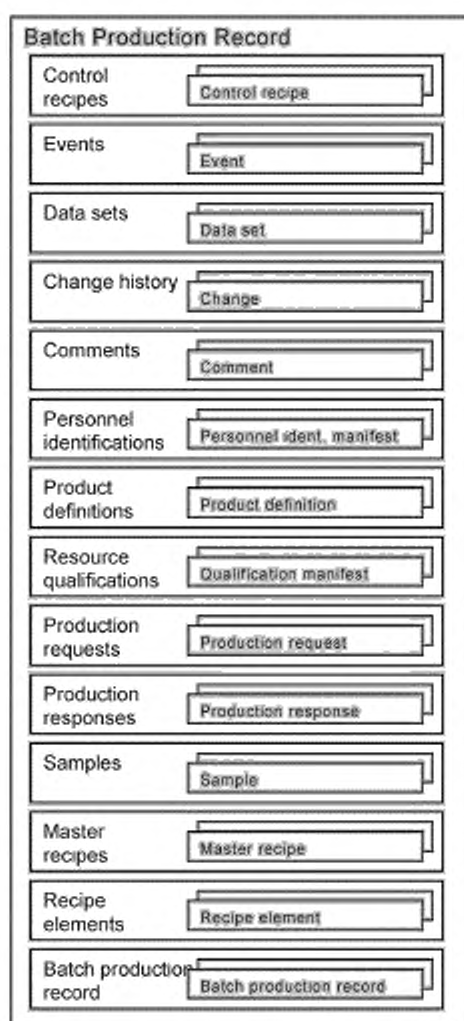 Batch Production Record
Control
recipes
Control recipe
Events
Event
Data sets
Data set
Change history
Change
Comments
Comment
Personnel
identifications
Personnel ident, manifest
Product
definitions
Product definition
Resource
qualifications
Qualification manifest
Production
requests
Production request
Production
responses
Production response
Samples
Sample
Master
recipes
Master recipe
Recipe
elements
Recipe element
Batch production
record
Batch production record